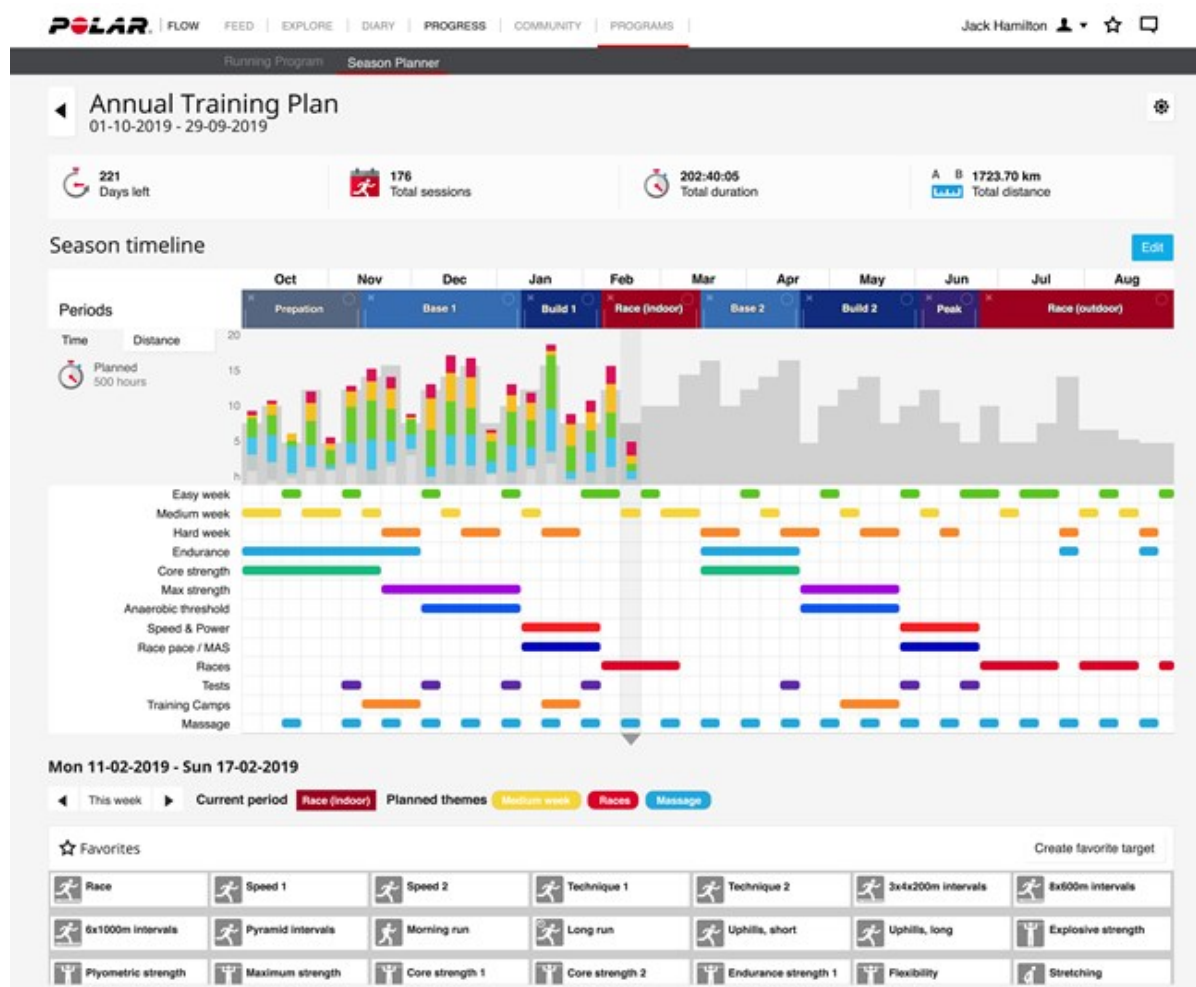 POLAR. FLOW FEED EXPLORE DIARY PROGRESS COMMUNITY PROGRAMS Jack Hamilton
Running Program Season Planner
Annual Training Plan
01-10-2019 - 29-09-2019
221 176 202:40:05 A B 1723.70 km
Days left Total sessions Total duration Total distance
Season timeline Edit
Oct Nov Dec Jan Feb Mar Apr May Jun Jul Aug
Periods Prepation Base 1 Build 1 Race (indoor) Base 2 Build 2 Peak Race (outdoor)
Time Distance 20
Planned 15
500 hours
10
5
h
Easy week
Medium week
Hard week
Endurance
Core strength
Max strength
Anaerobic threshold
Speed & Power
Race pace / MAS
Races
Tests
Training Camps
Massage
Mon 11-02-2019 - Sun 17-02-2019
This week Current period Race (indoor) Planned themes Medium week Races Massage
Favorites Create favorite target
Race Speed 1 Speed 2 Technique 1 Technique 2 3x4x200m intervals 8x600m intervals
6x1000m intervals Pyramid intervals Morning run Long run Uphills, short Uphills, long Explosive strength
Plyometric strength Maximum strength Core strength 1 Core strength 2 Endurance strength 1 Flexibility Stretching